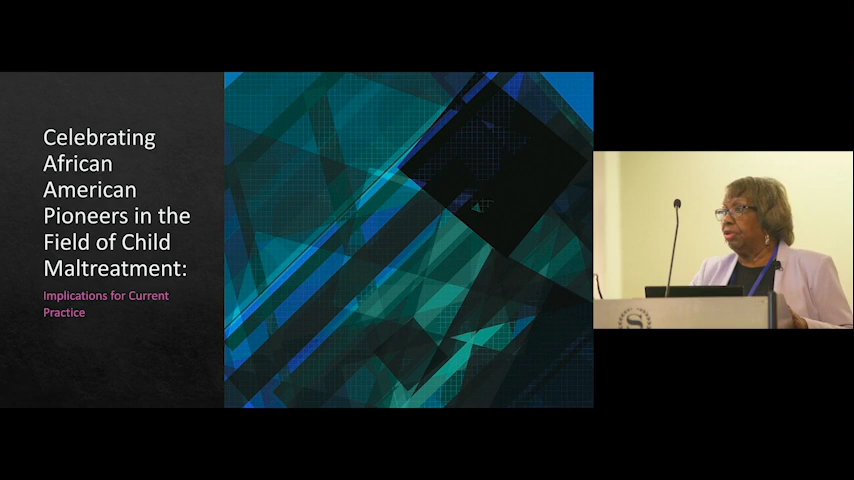 Celebrating
African
American
Pioneers in the
Field of Child
Maltreatment:
Implications for Current
Practice
S